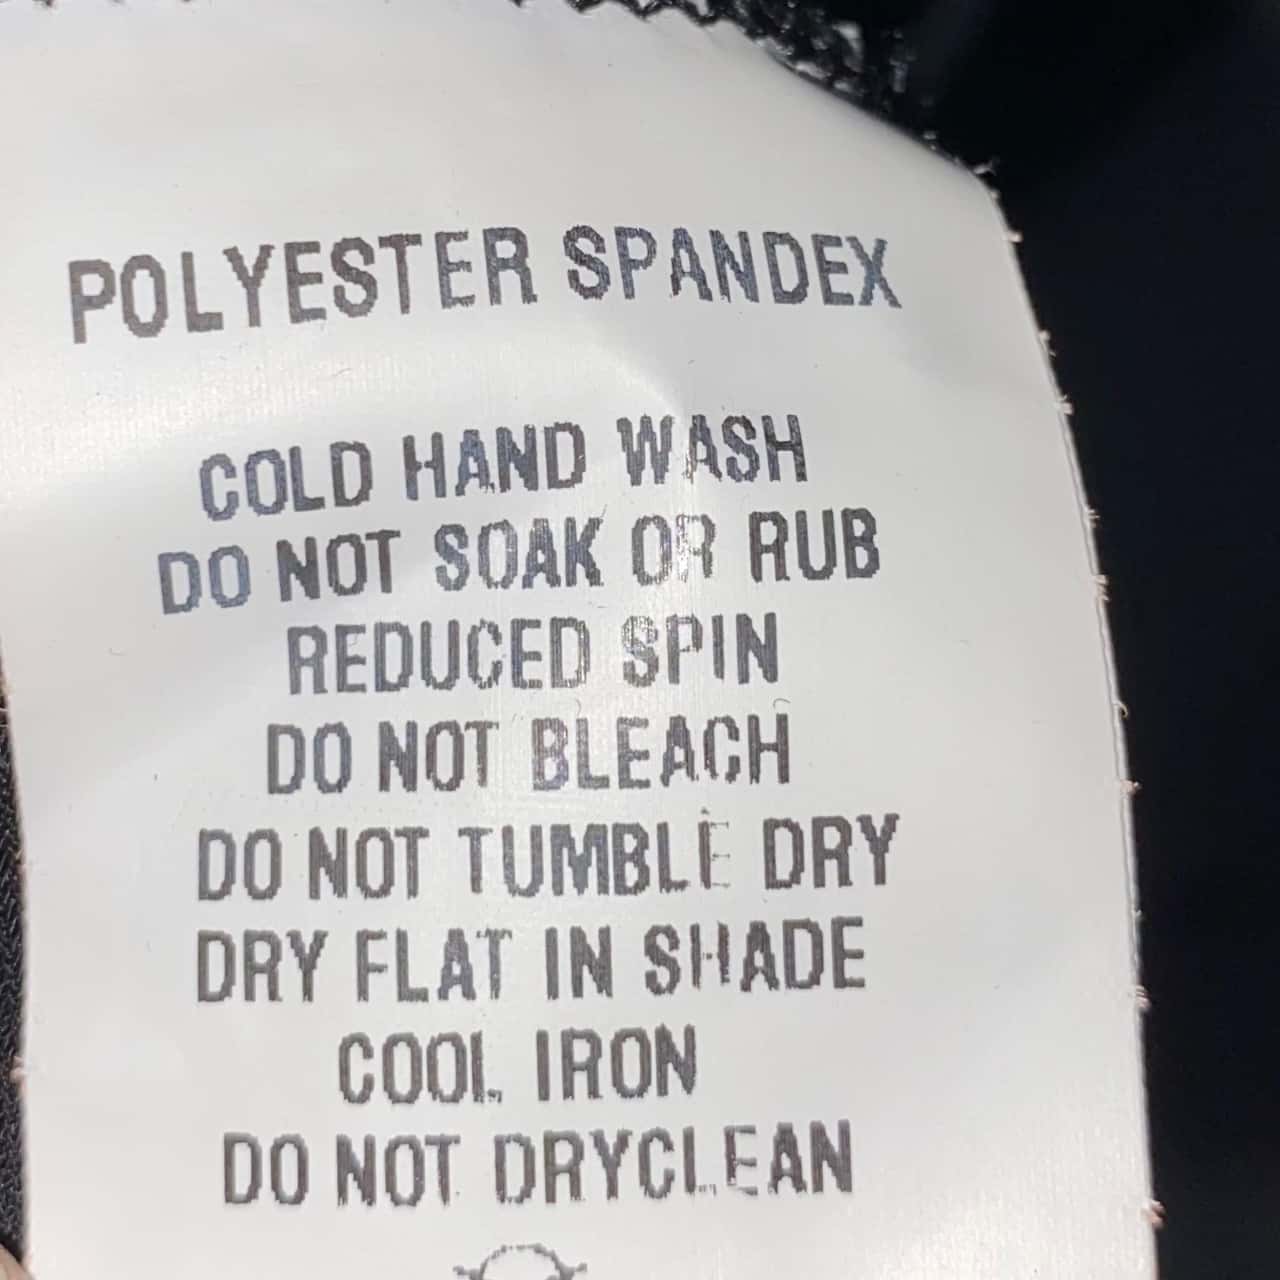 POLYESTER SPANDEX
COLD HAND WASH
DO NOT SOAK OR RUB
REDUCED SPIN
DO NOT BLEACH
DO NOT TUMBLE DRY
DRY FLAT IN SHADE
COOL IRON
DO NOT DRYCLEAN